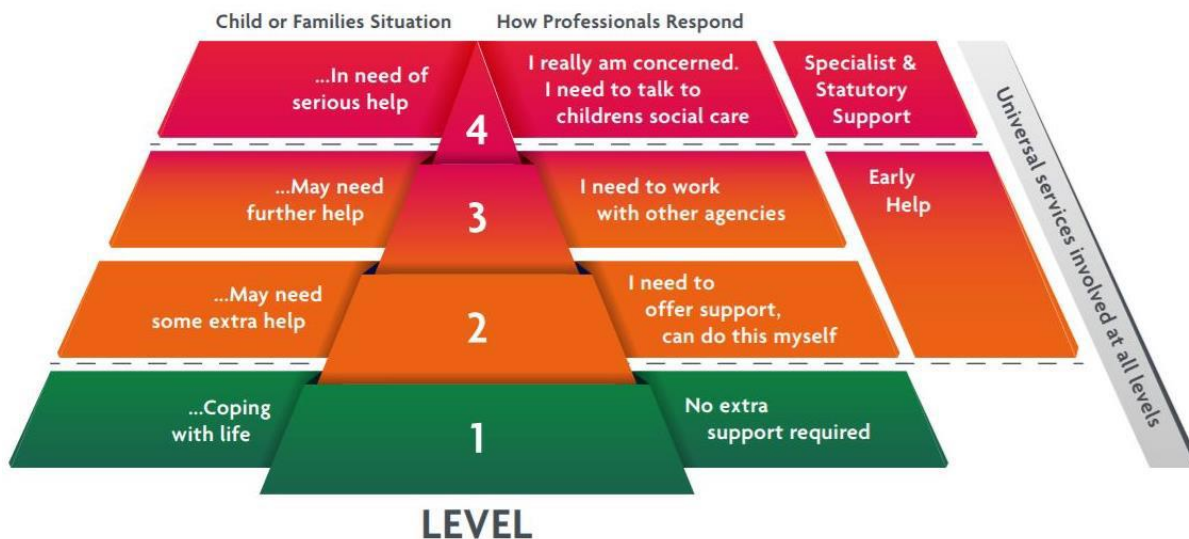 Child or Families Situation
How Professionals Respond
...In need of
serious help
4
I really am concerned.
I need to talk to
childrens social care
Specialist &
Statutory
Support
...May need
further help
3
I need to work
with other agencies
Early
Help
...May need
some extra help
2
I need to
offer support,
can do this myself
...Coping
with life
1
No extra
support required
Universal services involved at all levels
LEVEL